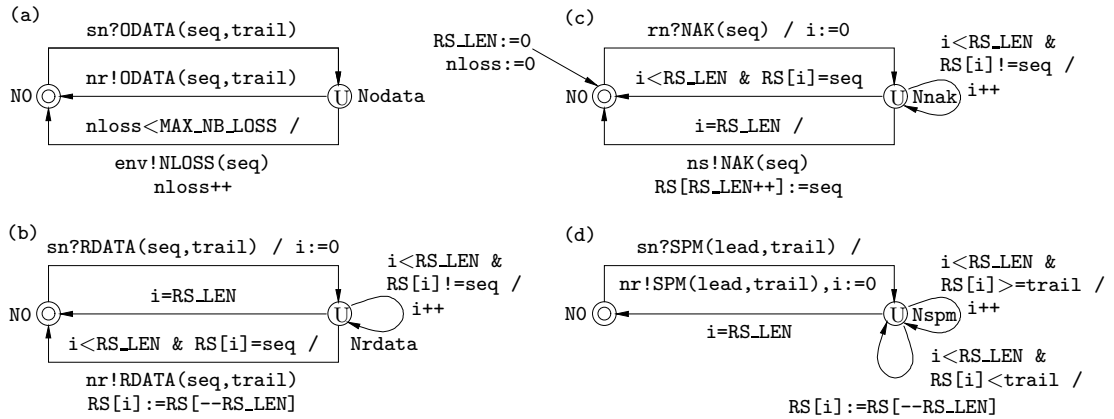 (a)
sn?ODATA(seq,trail)
nr!ODATA(seq,trail)
N0
U
Nodata
nloss<MAX_NB_LOSS /
env!NLOSS(seq)
nloss++
(c)
RS_LEN:=0
nloss:=0
rn?NAK(seq) / i:=0
i<RS_LEN &
RS[i]!=seq /
i++
i<RS_LEN & RS[i]=seq
N0
U
Nnak
i=RS_LEN /
ns!NAK(seq)
RS[RS_LEN++]:=seq
(b)
sn?RDATA(seq,trail) / i:=0
i<RS_LEN &
RS[i]!=seq /
i++
i=RS_LEN
N0
U
Nrdata
i<RS_LEN & RS[i]=seq /
nr!RDATA(seq,trail)
RS[i]:=RS[--RS_LEN]
(d)
sn?SPM(lead,trail) /
nr!SPM(lead,trail),i:=0
i<RS_LEN &
RS[i]>=trail /
i++
N0
U
Nspm
i=RS_LEN
i<RS_LEN &
RS[i]<trail /
RS[i]:=RS[--RS_LEN]